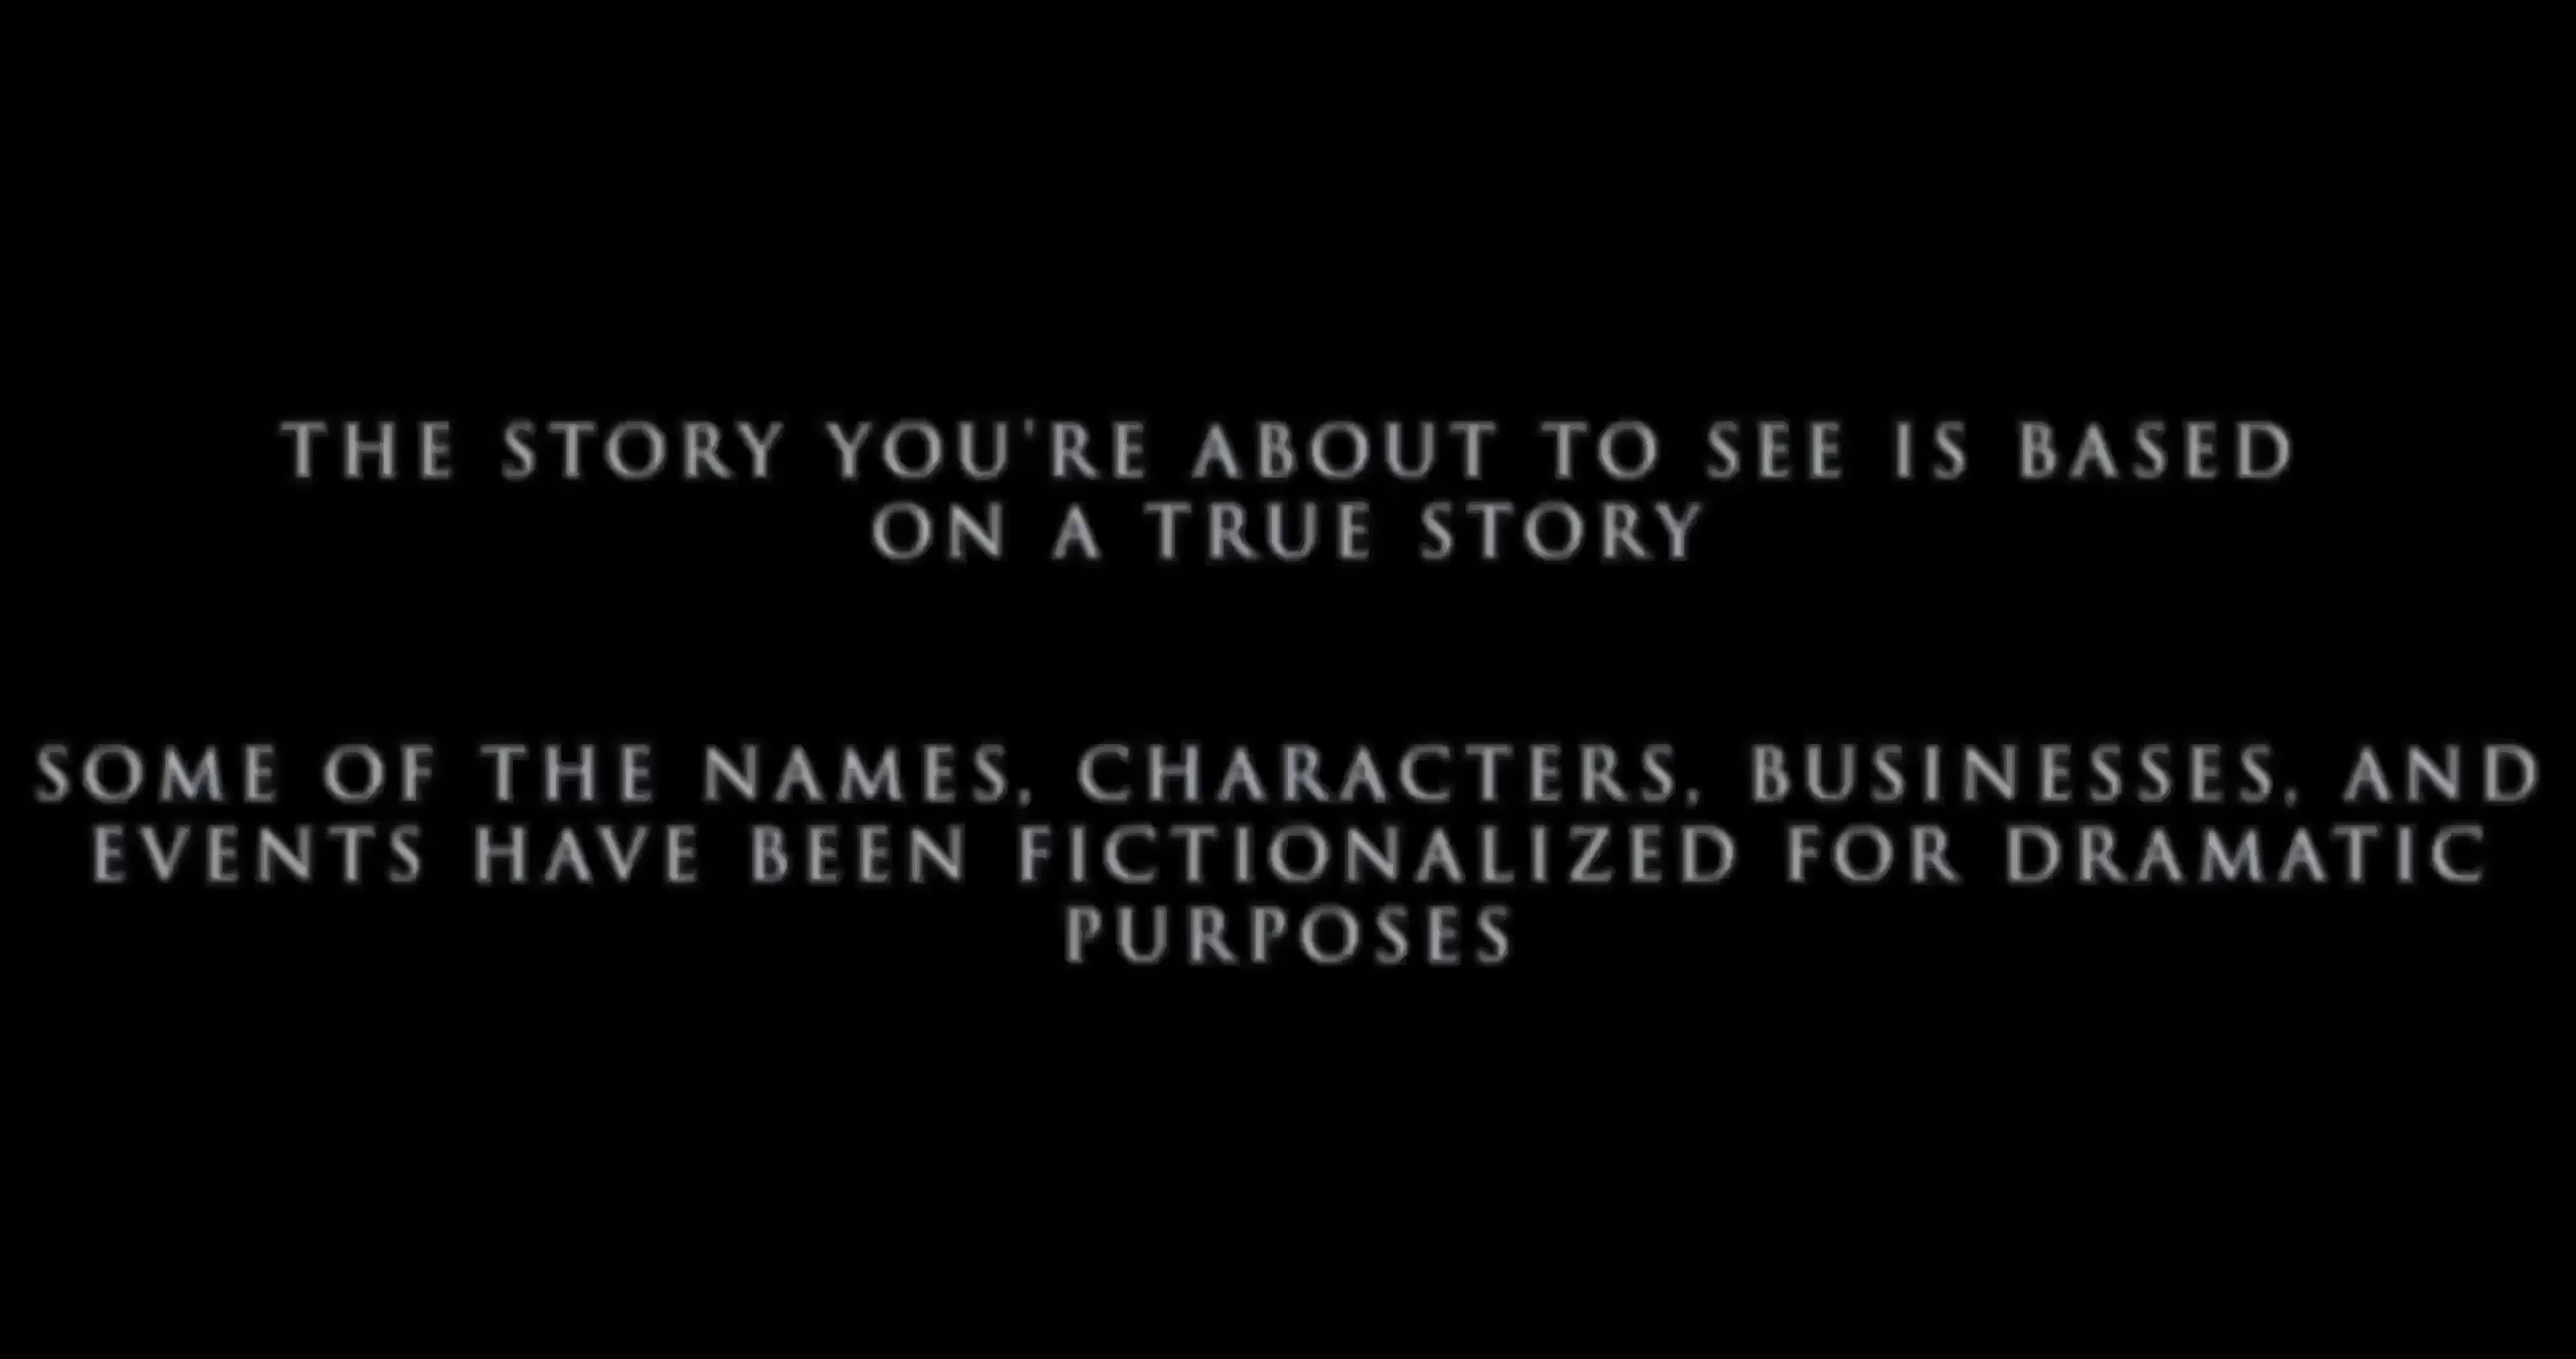 THE STORY YOU'RE ABOUT TO SEE IS BASED
ON A TRUE STORY
SOME OF THE NAMES, CHARACTERS, BUSINESSES, AND
EVENTS HAVE BEEN FICTIONALIZED FOR DRAMATIC
PURPOSES